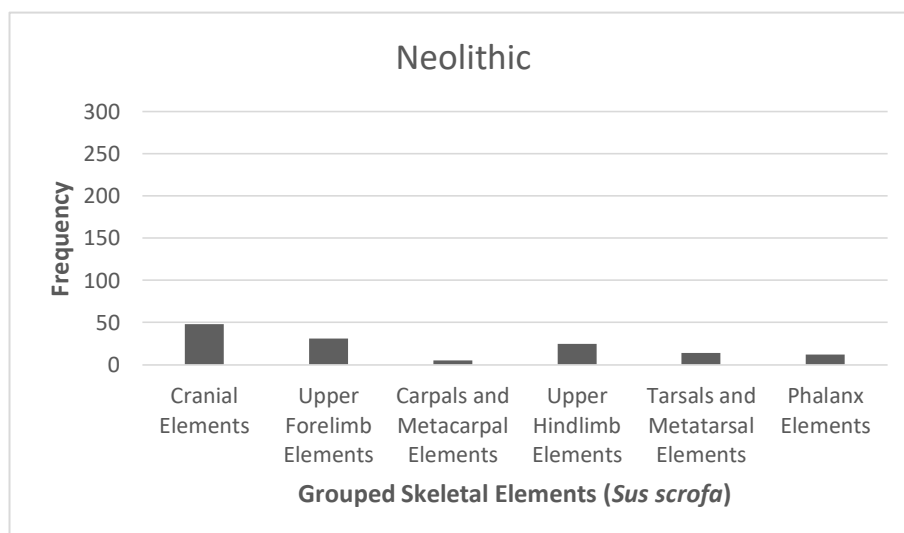 Neolithic
300
250
200
150
100
50
0
Frequency
Cranial
Elements
Upper
Forelimb
Elements
Carpals and
Metacarpal
Elements
Upper
Hindlimb
Elements
Tarsals and
Metatarsal
Elements
Phalanx
Elements
Grouped Skeletal Elements (Sus scrofa)